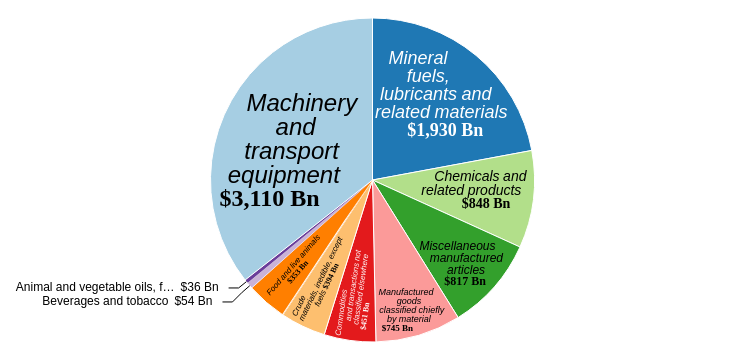 Mineral
fuels,
lubricants and
related materials
$1,930 Bn
Machinery
and
transport
equipment
$3,110 Bn
Chemicals and
related products
$848 Bn
Miscellaneous
manufactured
articles
$817 Bn
Manufactured
goods
classified chiefly
by material
$745 Bn
Commodities
and transactions not
classified elsewhere
$451 Bn
Crude
materials, inedible, except
fuels $394 Bn
Food and live animals
$353 Bn
Animal and vegetable oils, f... $36 Bn
Beverages and tobacco $54 Bn